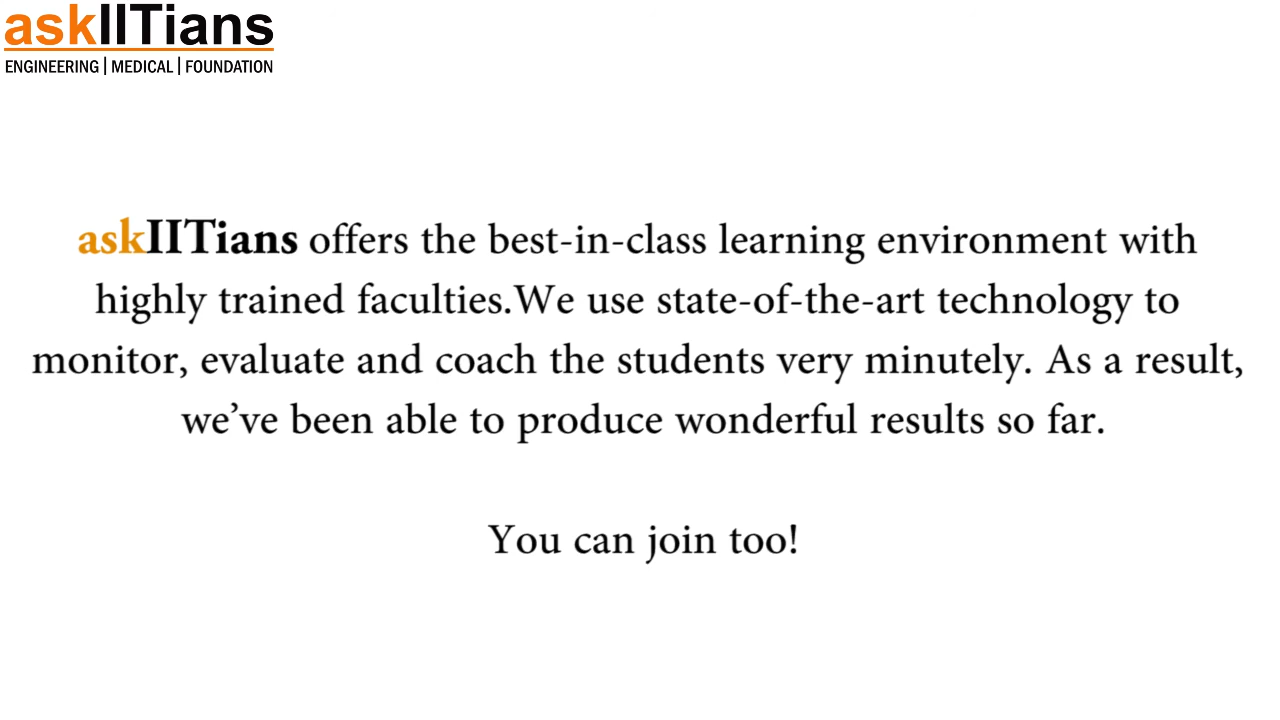 askIITians
ENGINEERING | MEDICAL | FOUNDATION
askIITians offers the best-in-class learning environment with
highly trained faculties.We use state-of-the-art technology to
monitor, evaluate and coach the students very minutely. As a result,
we’ve been able to produce wonderful results so far.
You can join too!